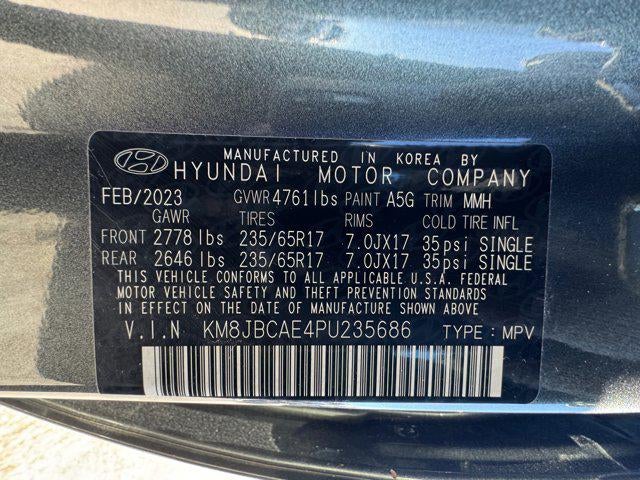 MANUFACTURED IN KOREA BY
HYUNDAI MOTOR COMPANY
FEB/2023 GVWR 4761lbs PAINT A5G TRIM MMH
GAWR TIRES RIMS COLD TIRE INFL
FRONT 2778 lbs 235/65R17 7.0JX17 35psi SINGLE
REAR 2646 lbs 235/65R17 7.0JX17 35psi SINGLE
THIS VEHICLE CONFORMS TO ALL APPLICABLE U.S.A. FEDERAL
MOTOR VEHICLE SAFETY AND THEFT PREVENTION STANDARDS
IN EFFECT ON THE DATE OF MANUFACTURE SHOWN ABOVE.
V.I.N KM8JBCAE4PU235686 TYPE : MPV